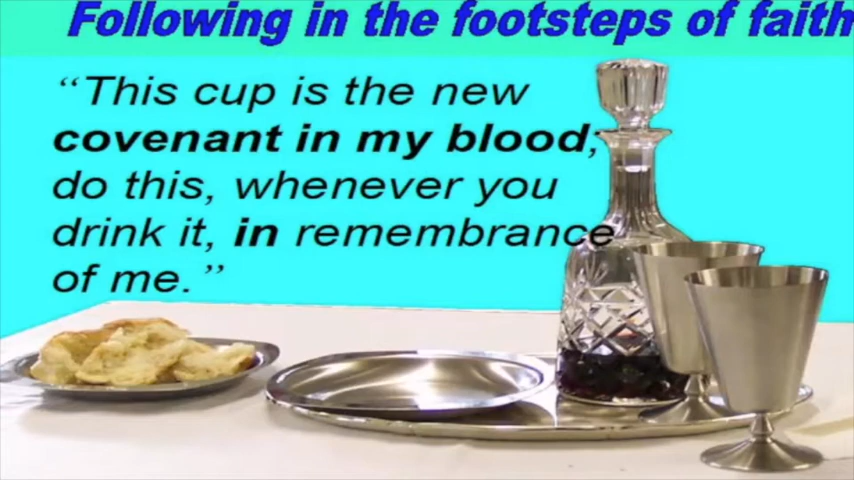 Following in the footsteps of faith
“This cup is the new
covenant in my blood;
do this, whenever you
drink it, in remembrance
of me.”